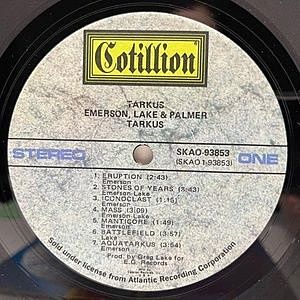 Cotillion
TARKUS
EMERSON, LAKE & PALMER
TARKUS
SKAO-93853
STEREO (SKAO 1-93853) ONE
1. ERUPTION (2:43)
Emerson
2. STONES OF YEARS (3:43)
Emerson-Lake
3. ICONOCLAST (1:15)
Emerson
4. MASS (3:09)
Emerson-Lake
5. MANTICORE (1:49)
Emerson
6. BATTLEFIELD (3:57)
Lake
7. AQUATARKUS (3:54)
Emerson
Prod. by Greg Lake for
E.G. Records
Sold under license from Atlantic Recording Corporation